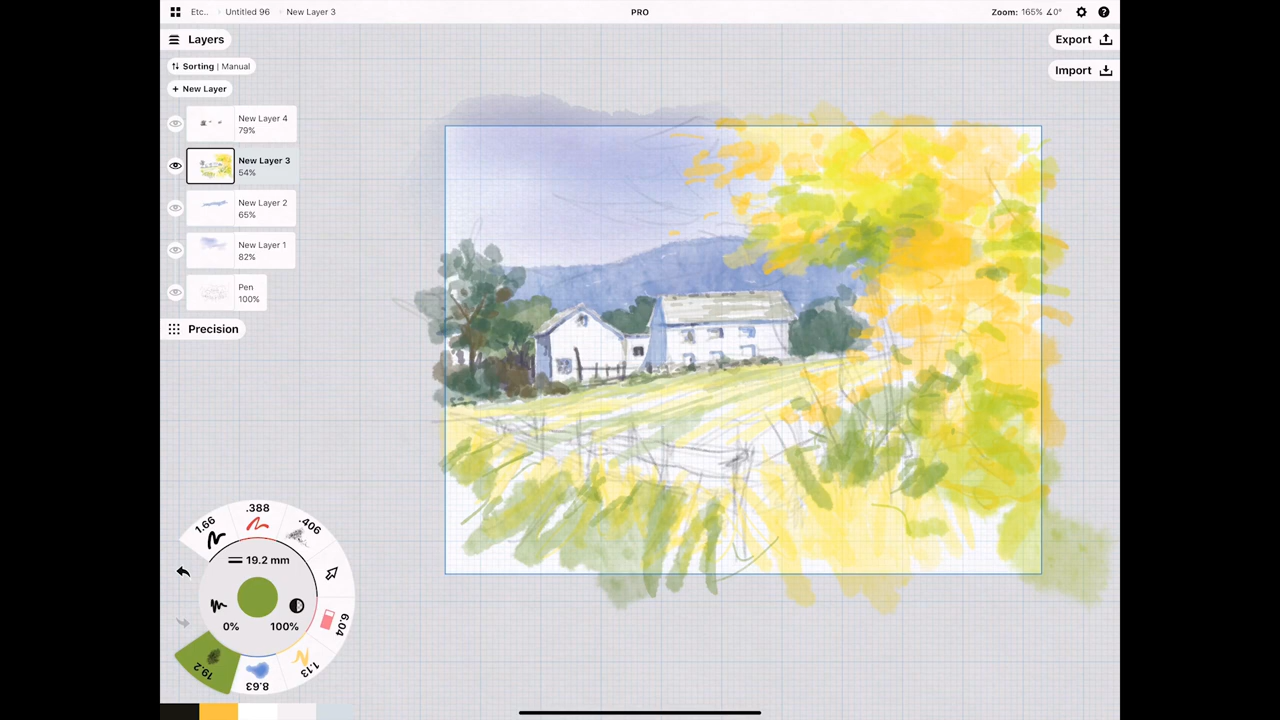 Etc.. › Untitled 96 › New Layer 3
PRO
Zoom: 165% ∡0°
Layers
Export
Sorting | Manual
Import
+ New Layer
New Layer 4
79%
New Layer 3
54%
New Layer 2
65%
New Layer 1
82%
Pen
100%
Precision
1.66
.388
.406
19.2 mm
0%
100%
6.04
1.13
8.63
19.2